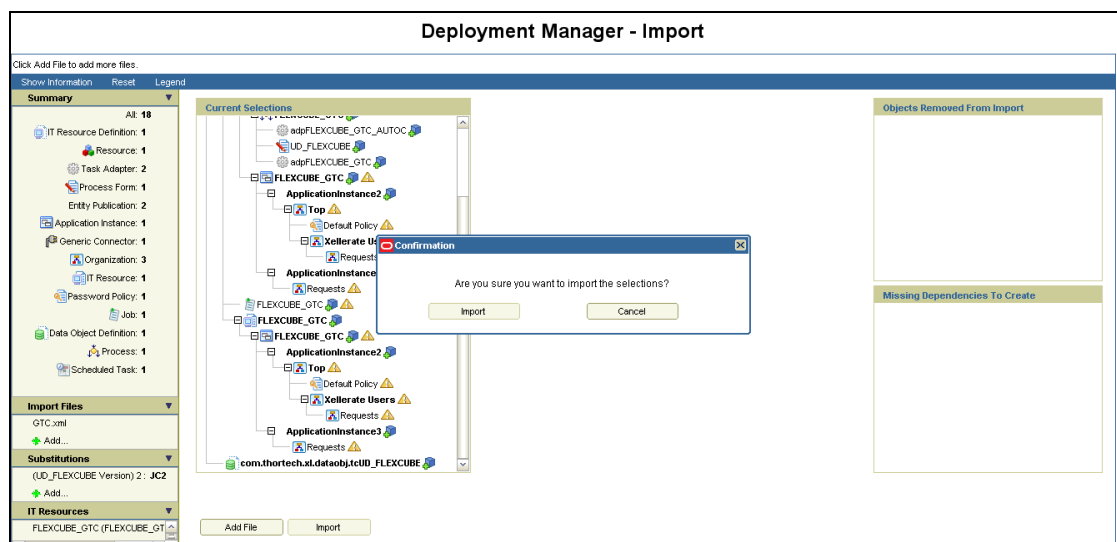 Deployment Manager - Import
Click Add File to add more files.
Show Information Reset Legend
Summary
All: 18
IT Resource Definition: 1
Resource: 1
Task Adapter: 2
Process Form: 1
Entity Publication: 2
Application Instance: 1
Generic Connector: 1
Organization: 3
IT Resource: 1
Password Policy: 1
Job: 1
Data Object Definition: 1
Process: 1
Scheduled Task: 1
Import Files
GTC.xml
Add...
Substitutions
(UD_FLEXCUBE Version) 2 : JC2
Add...
IT Resources
FLEXCUBE_GTC (FLEXCUBE_GT
Current Selections
FLEXCUBE_GTC
adpFLEXCUBE_GTC_AUTOC
UD_FLEXCUBE
adpFLEXCUBE_GTC
FLEXCUBE_GTC
ApplicationInstance2
Top
Default Policy
Xellerate Us
Requests
ApplicationInstance
Requests
FLEXCUBE_GTC
FLEXCUBE_GTC
FLEXCUBE_GTC
ApplicationInstance2
Top
Default Policy
Xellerate Users
Requests
ApplicationInstance3
Requests
com.thortech.xl.dataobj.tcUD_FLEXCUBE
Add File Import
Confirmation
Are you sure you want to import the selections?
Import Cancel
Objects Removed From Import
Missing Dependencies To Create